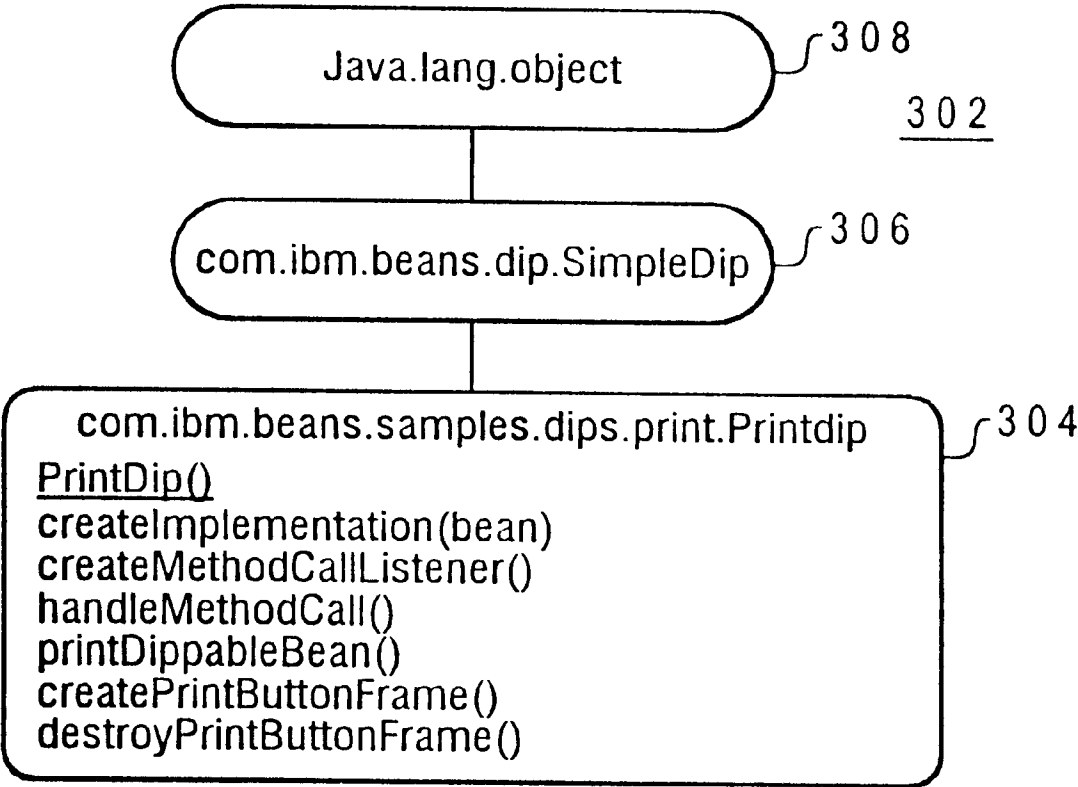 308
Java.lang.object
302
306
com.ibm.beans.dip.SimpleDip
304
com.ibm.beans.samples.dips.print.Printdip
PrintDip()
createImplementation(bean)
createMethodCallListener()
handleMethodCall()
printDippableBean()
createPrintButtonFrame()
destroyPrintButtonFrame()